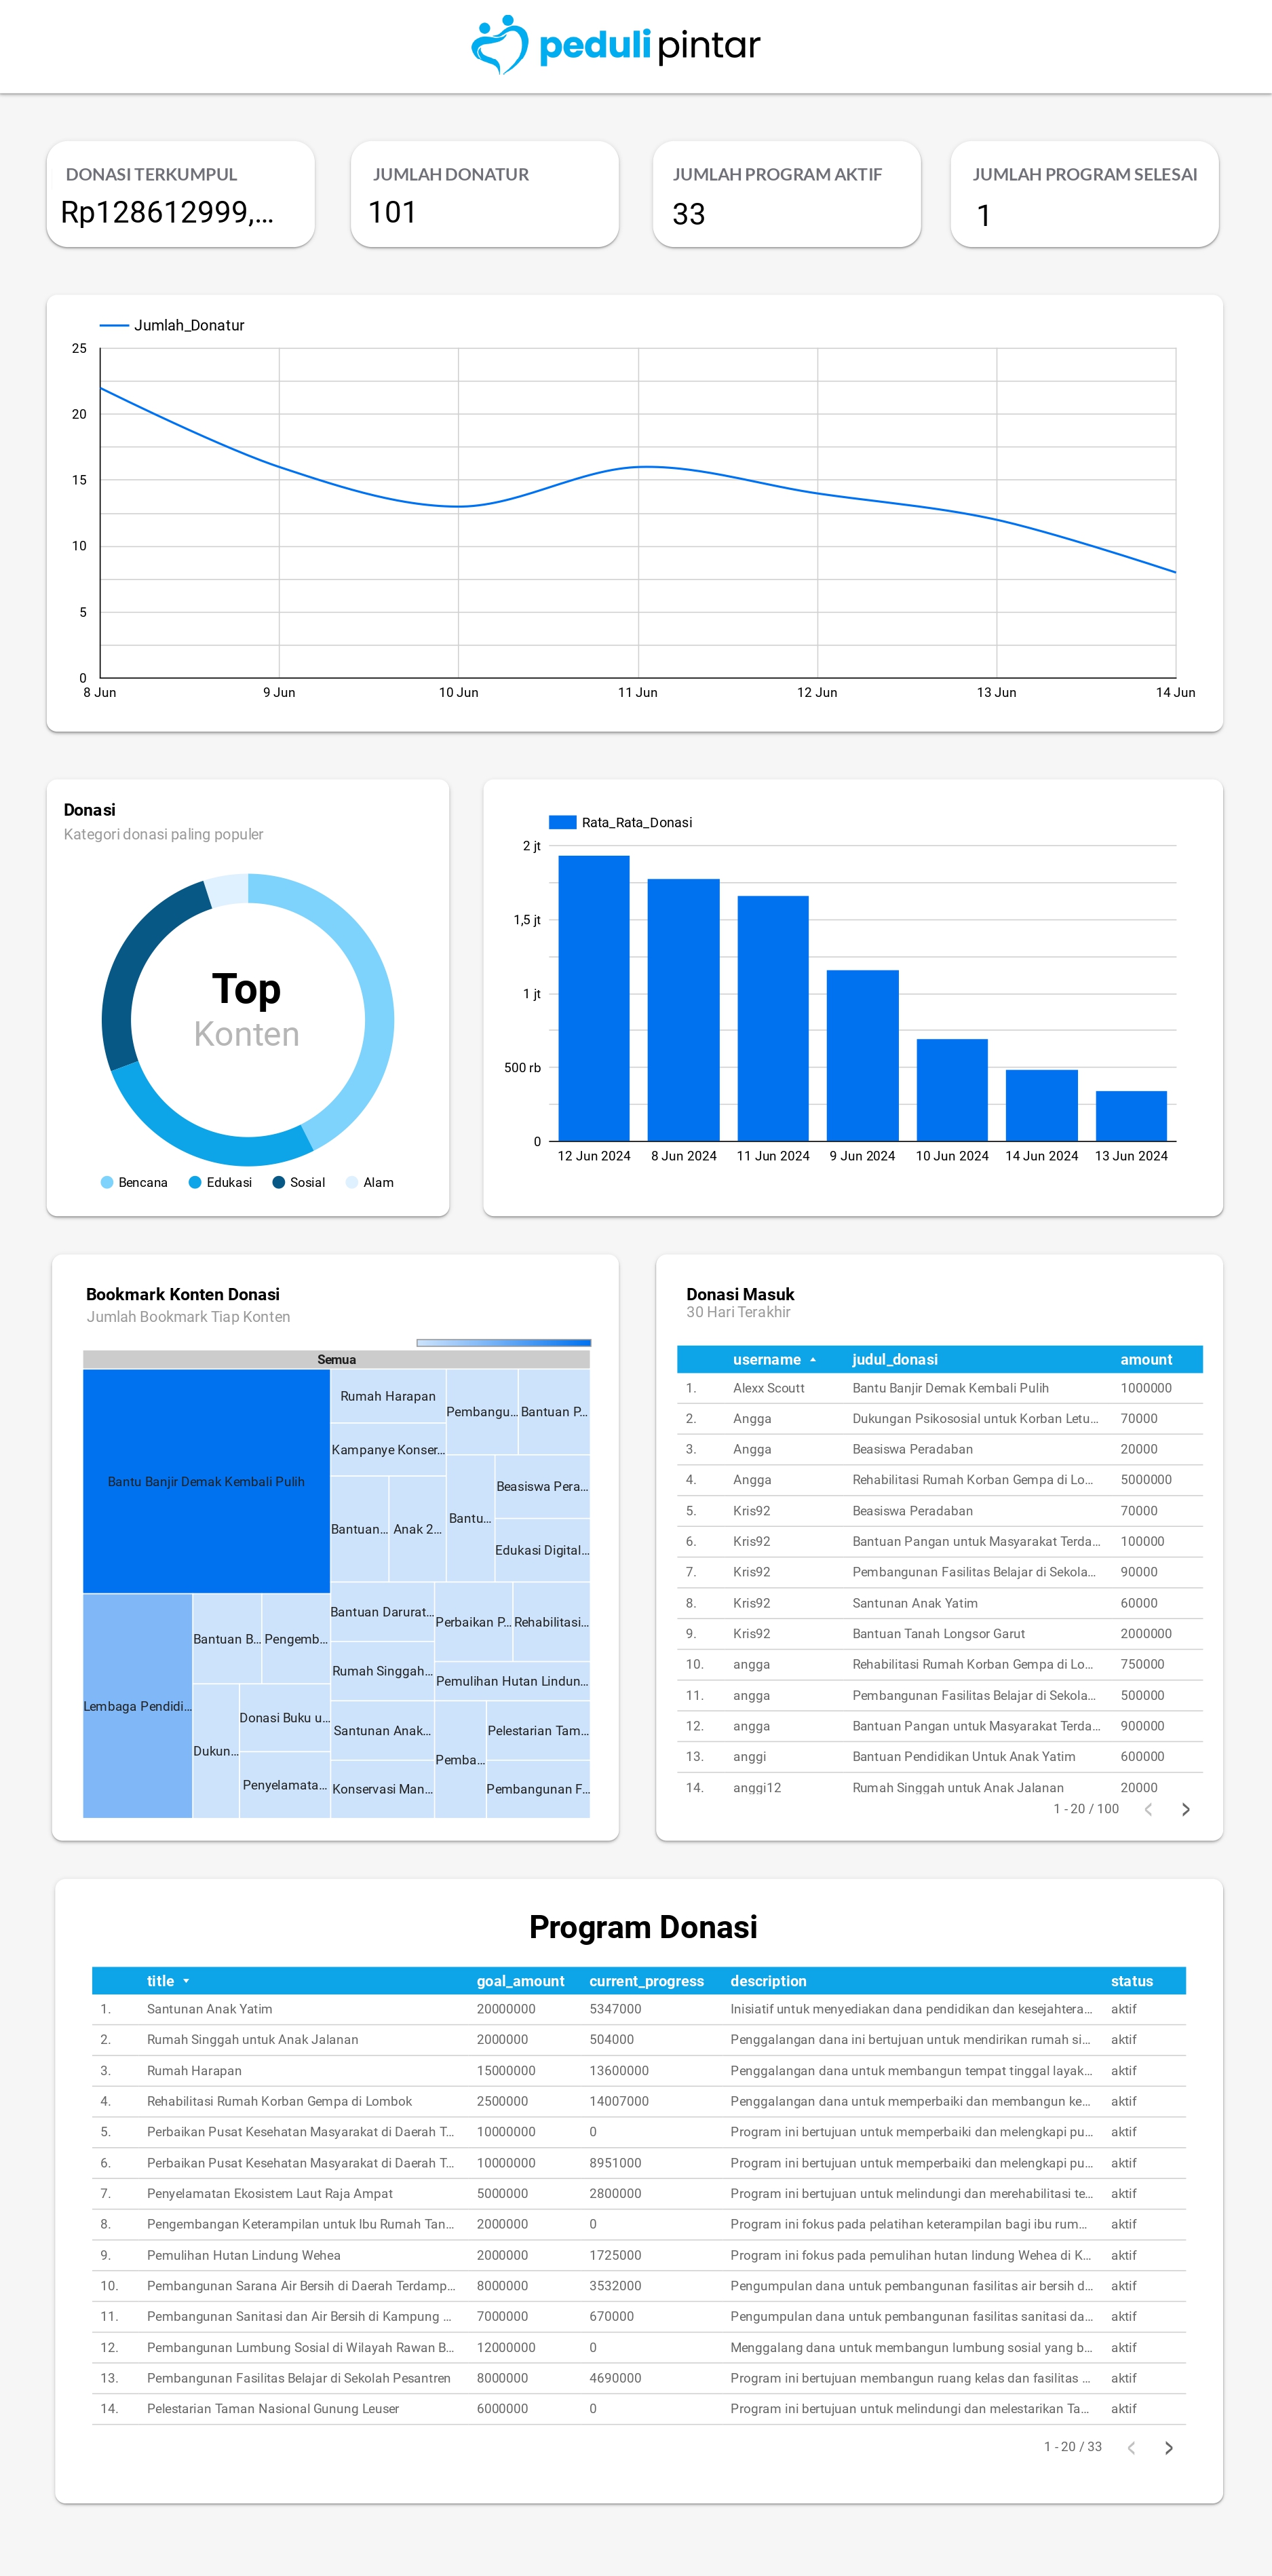 peduli pintar
DONASI TERKUMPUL
Rp128612999,...
JUMLAH DONATUR
101
JUMLAH PROGRAM AKTIF
33
JUMLAH PROGRAM SELESAI
1
Jumlah_Donatur
25
20
15
10
5
0
8 Jun 9 Jun 10 Jun 11 Jun 12 Jun 13 Jun 14 Jun
Donasi
Kategori donasi paling populer
Top
Konten
Bencana Edukasi Sosial Alam
Rata_Rata_Donasi
2 jt
1,5 jt
1 jt
500 rb
0
12 Jun 2024 8 Jun 2024 11 Jun 2024 9 Jun 2024 10 Jun 2024 14 Jun 2024 13 Jun 2024
Bookmark Konten Donasi
Jumlah Bookmark Tiap Konten
Semua
Bantu Banjir Demak Kembali Pulih
Rumah Harapan
Kampanye Konser...
Pembangu...
Bantuan P...
Bantuan...
Anak 2...
Bantu...
Beasiswa Pera...
Edukasi Digital...
Lembaga Pendidi...
Bantuan B...
Pengemb...
Dukun...
Donasi Buku u...
Penyelamata...
Bantuan Darurat...
Rumah Singgah...
Perbaikan P...
Rehabilitasi...
Pemulihan Hutan Lindun...
Santunan Anak...
Konservasi Man...
Pemba...
Pelestarian Tam...
Pembangunan F...
Donasi Masuk
30 Hari Terakhir
username judul_donasi amount
1. Alexx Scoutt Bantu Banjir Demak Kembali Pulih 1000000
2. Angga Dukungan Psikososial untuk Korban Letu... 70000
3. Angga Beasiswa Peradaban 20000
4. Angga Rehabilitasi Rumah Korban Gempa di Lo... 5000000
5. Kris92 Beasiswa Peradaban 70000
6. Kris92 Bantuan Pangan untuk Masyarakat Terda... 100000
7. Kris92 Pembangunan Fasilitas Belajar di Sekola... 90000
8. Kris92 Santunan Anak Yatim 60000
9. Kris92 Bantuan Tanah Longsor Garut 2000000
10. angga Rehabilitasi Rumah Korban Gempa di Lo... 750000
11. angga Pembangunan Fasilitas Belajar di Sekola... 500000
12. angga Bantuan Pangan untuk Masyarakat Terda... 900000
13. anggi Bantuan Pendidikan Untuk Anak Yatim 600000
14. anggi12 Rumah Singgah untuk Anak Jalanan 20000
1 - 20 / 100
Program Donasi
title goal_amount current_progress description status
1. Santunan Anak Yatim 20000000 5347000 Inisiatif untuk menyediakan dana pendidikan dan kesejahtera... aktif
2. Rumah Singgah untuk Anak Jalanan 2000000 504000 Penggalangan dana ini bertujuan untuk mendirikan rumah si... aktif
3. Rumah Harapan 15000000 13600000 Penggalangan dana untuk membangun tempat tinggal layak... aktif
4. Rehabilitasi Rumah Korban Gempa di Lombok 2500000 14007000 Penggalangan dana untuk memperbaiki dan membangun ke... aktif
5. Perbaikan Pusat Kesehatan Masyarakat di Daerah T... 10000000 0 Program ini bertujuan untuk memperbaiki dan melengkapi pu... aktif
6. Perbaikan Pusat Kesehatan Masyarakat di Daerah T... 10000000 8951000 Program ini bertujuan untuk memperbaiki dan melengkapi pu... aktif
7. Penyelamatan Ekosistem Laut Raja Ampat 5000000 2800000 Program ini bertujuan untuk melindungi dan merehabilitasi te... aktif
8. Pengembangan Keterampilan untuk Ibu Rumah Tan... 2000000 0 Program ini fokus pada pelatihan keterampilan bagi ibu rum... aktif
9. Pemulihan Hutan Lindung Wehea 2000000 1725000 Program ini fokus pada pemulihan hutan lindung Wehea di K... aktif
10. Pembangunan Sarana Air Bersih di Daerah Terdamp... 8000000 3532000 Pengumpulan dana untuk pembangunan fasilitas air bersih d... aktif
11. Pembangunan Sanitasi dan Air Bersih di Kampung ... 7000000 670000 Pengumpulan dana untuk pembangunan fasilitas sanitasi da... aktif
12. Pembangunan Lumbung Sosial di Wilayah Rawan B... 12000000 0 Menggalang dana untuk membangun lumbung sosial yang b... aktif
13. Pembangunan Fasilitas Belajar di Sekolah Pesantren 8000000 4690000 Program ini bertujuan membangun ruang kelas dan fasilitas ... aktif
14. Pelestarian Taman Nasional Gunung Leuser 6000000 0 Program ini bertujuan untuk melindungi dan melestarikan Ta... aktif
1 - 20 / 33